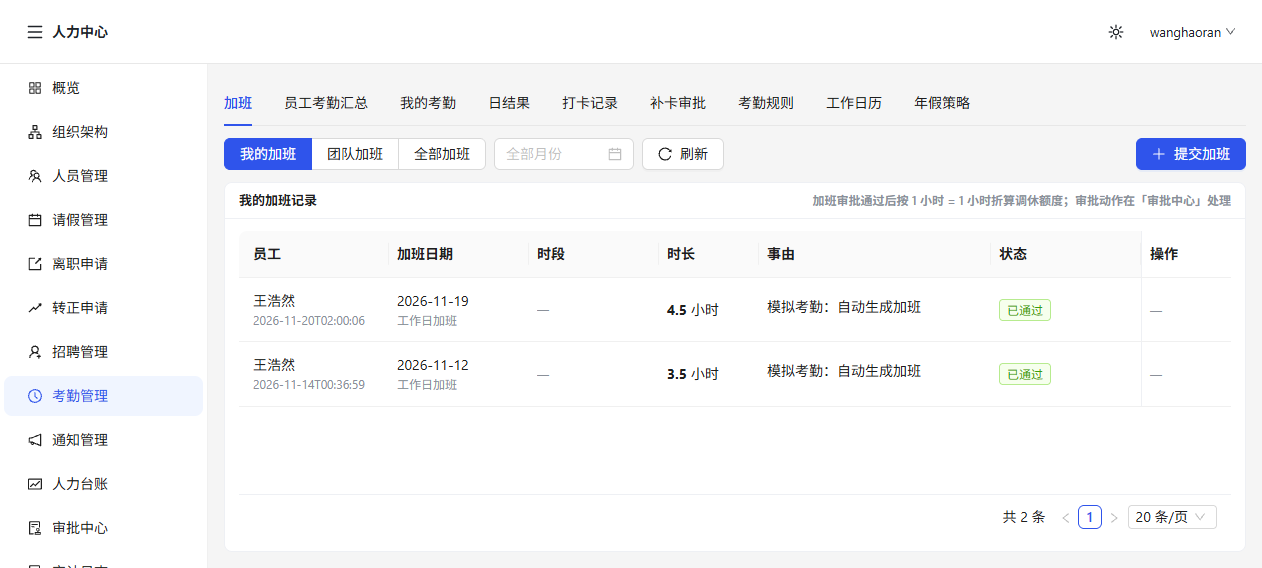 人力中心
wanghaoran
概览
组织架构
人员管理
请假管理
离职申请
转正申请
招聘管理
考勤管理
通知管理
人力台账
审批中心
加班 员工考勤汇总 我的考勤 日结果 打卡记录 补卡审批 考勤规则 工作日历 年假策略
我的加班 团队加班 全部加班 全部月份 刷新 提交加班
我的加班记录 加班审批通过后按 1 小时 = 1 小时折算调休额度；审批动作在「审批中心」处理
员工 加班日期 时段 时长 事由 状态 操作
王浩然 2026-11-19 — 4.5 小时 模拟考勤：自动生成加班 已通过 —
2026-11-20T02:00:06 工作日加班
王浩然 2026-11-12 — 3.5 小时 模拟考勤：自动生成加班 已通过 —
2026-11-14T00:36:59 工作日加班
共 2 条 < 1 > 20 条/页